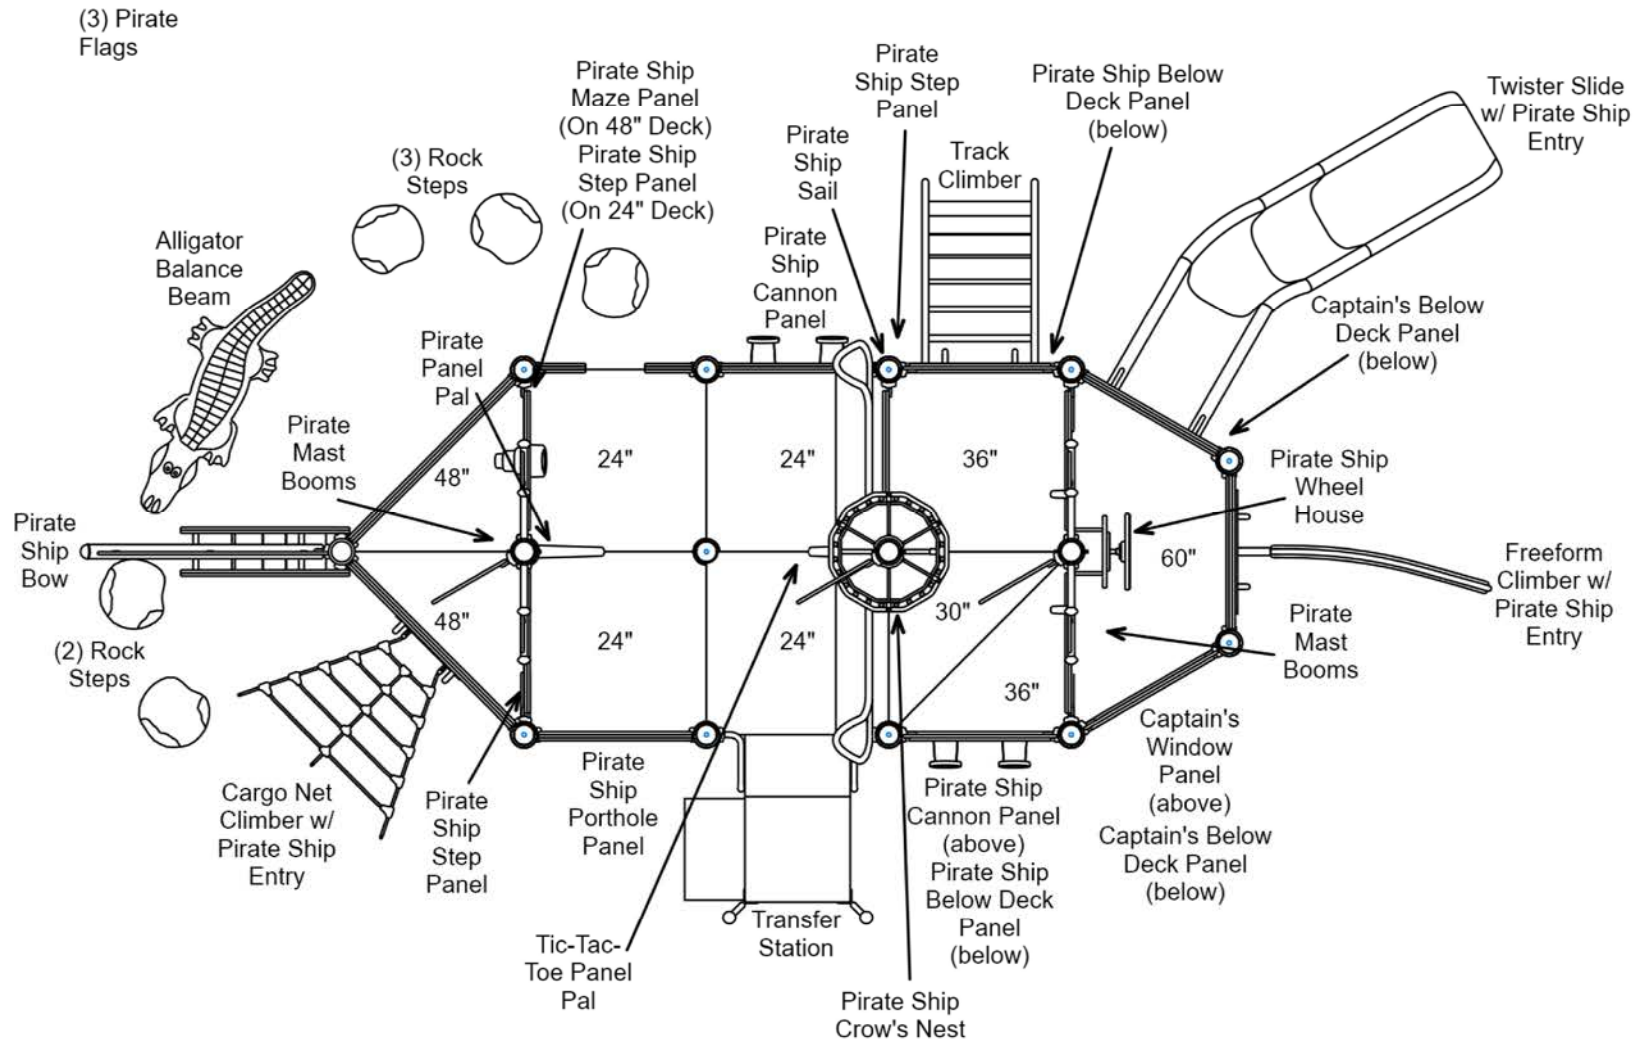 (3) Pirate
Flags
Pirate Ship
Maze Panel
(On 48" Deck)
Pirate Ship
Step Panel
(On 24" Deck)
Pirate
Ship Step
Panel
Pirate Ship Below
Deck Panel
(below)
Twister Slide
w/ Pirate Ship
Entry
Pirate
Ship
Sail
Track
Climber
(3) Rock
Steps
Alligator
Balance
Beam
Pirate
Ship
Cannon
Panel
Captain's Below
Deck Panel
(below)
Pirate
Panel
Pal
Pirate
Mast
Booms
48"
24"
24"
36"
Pirate Ship
Wheel
House
Pirate
Ship
Bow
60"
Freeform
Climber w/
Pirate Ship
Entry
48"
24"
24"
30"
36"
Pirate
Mast
Booms
(2) Rock
Steps
Cargo Net
Climber w/
Pirate Ship
Entry
Pirate
Ship
Step
Panel
Pirate
Ship
Porthole
Panel
Captain's
Window
Panel
(above)
Captain's Below
Deck Panel
(below)
Pirate Ship
Cannon Panel
(above)
Pirate Ship
Below Deck
Panel
(below)
Transfer
Station
Tic-Tac-
Toe Panel
Pal
Pirate Ship
Crow's Nest